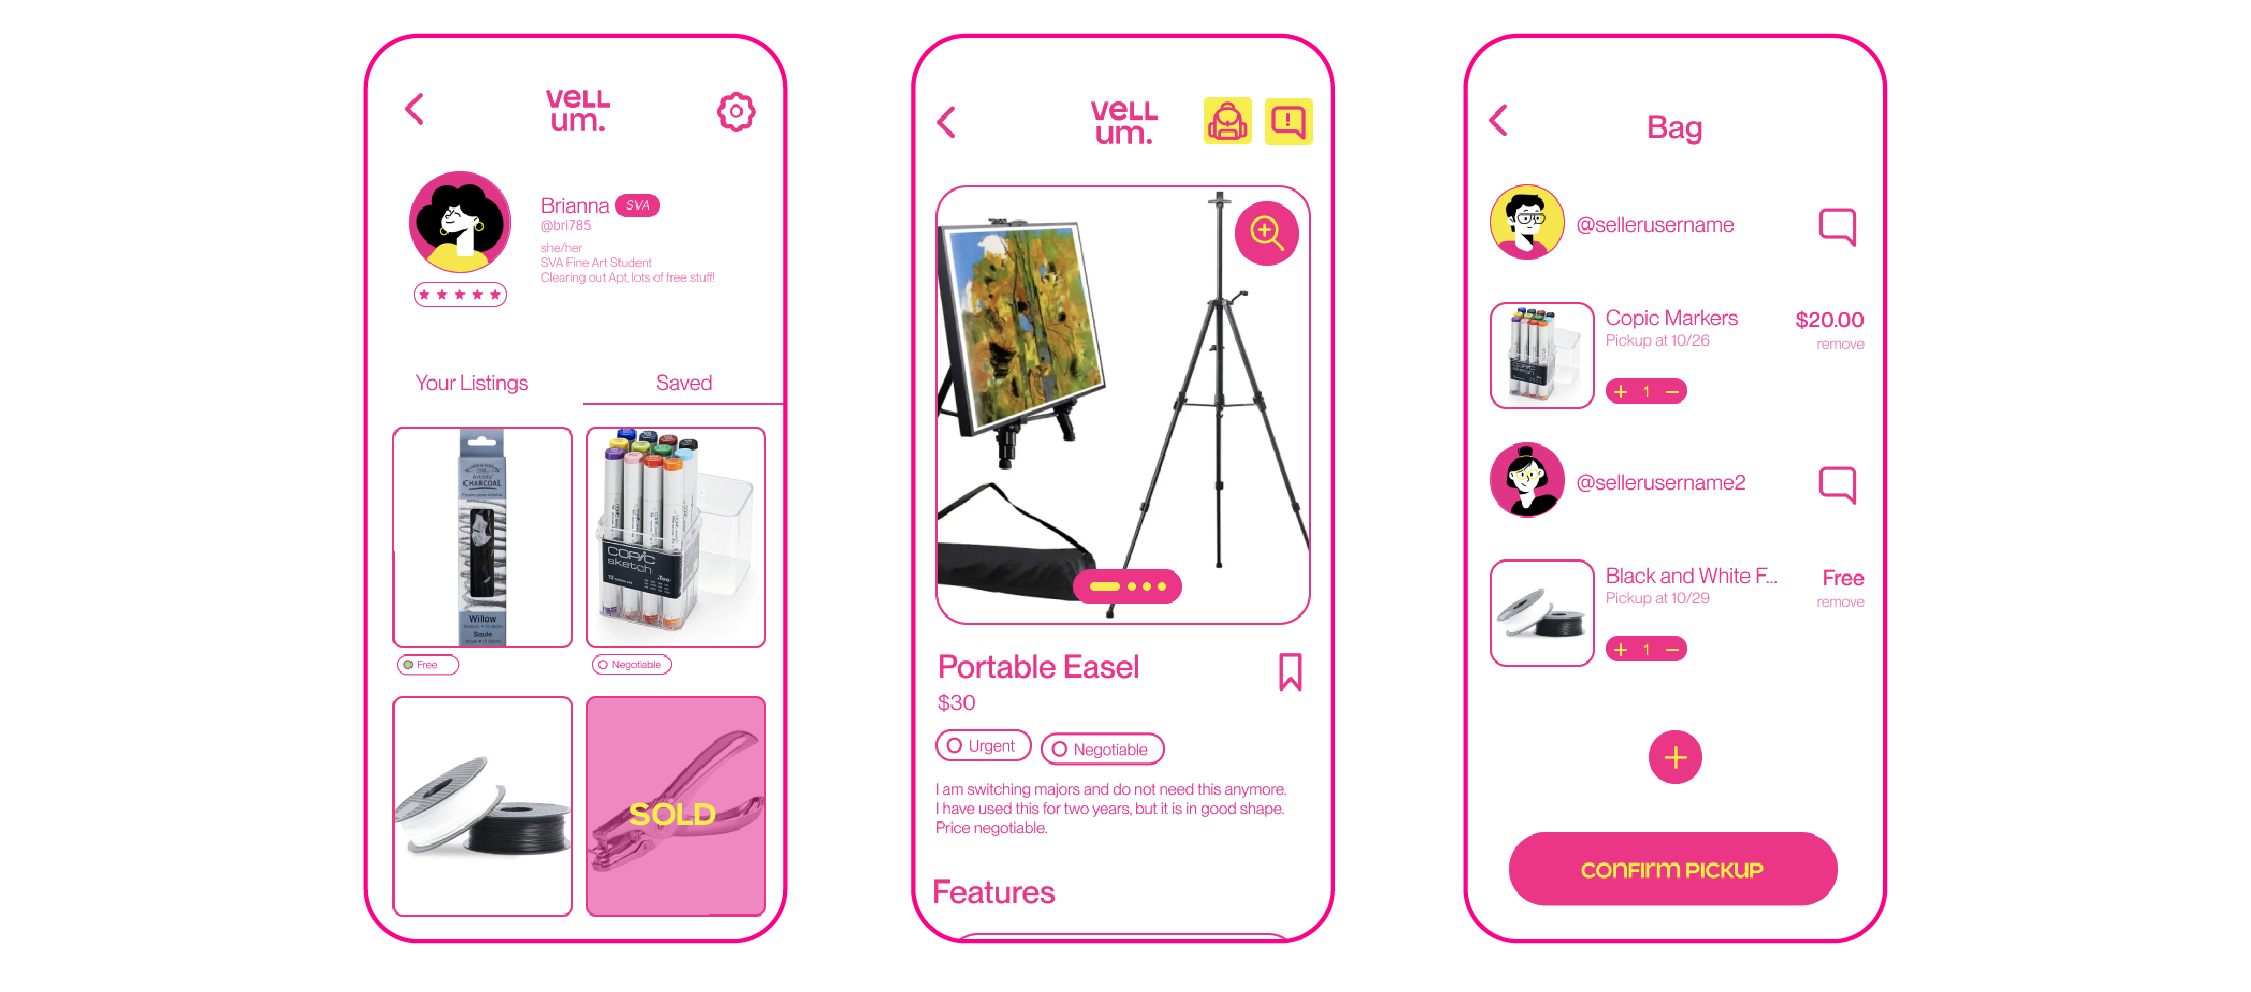 vell
um.
Brianna SVA
@bri785
she/her
SVA Fine Art Student
Clearing out Apt, lots of free stuff!
Your Listings
Saved
Artists'
CHARCOAL
Willow
Saule
Free
COPIC
sketch
Negotiable
SOLD
vell
um.
Portable Easel
$30
Urgent
Negotiable
I am switching majors and do not need this anymore.
I have used this for two years, but it is in good shape.
Price negotiable.
Features
Bag
@sellerusername
Copic Markers
$20.00
Pickup at 10/26
remove
+ 1 −
@sellerusername2
Black and White F...
Free
Pickup at 10/29
remove
+ 1 −
CONFIRM PICKUP